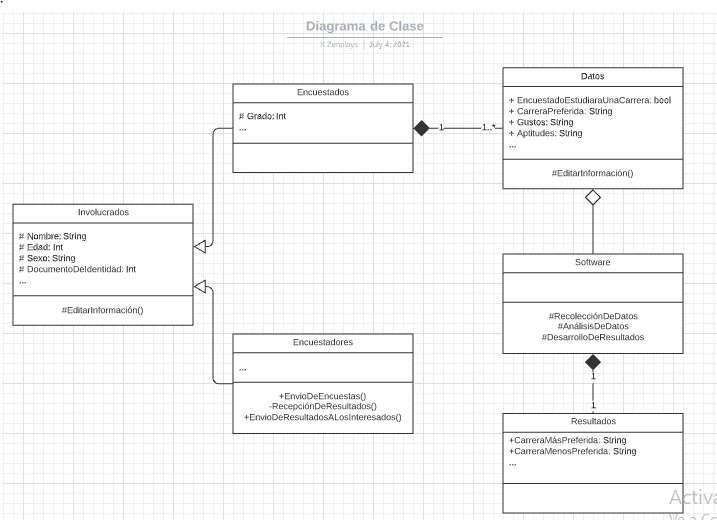 Diagrama de Clase
X Zenplays | July 4, 2021
Encuestados
# Grado: Int
...
1
1..*
Datos
+ EncuestadoEstudiaraUnaCarrera: bool
+ CarreraPreferida: String
+ Gustos: String
+ Aptitudes: String
...
#EditarInformación()
Involucrados
# Nombre: String
# Edad: Int
# Sexo: String
# DocumentoDeIdentidad: Int
...
#EditarInformación()
Software
#RecolecciónDeDatos
#AnálisisDeDatos
#DesarrolloDeResultados
Encuestadores
...
+EnvioDeEncuestas()
-RecepciónDeResultados()
+EnvioDeResultadosALosInteresados()
1
1
Resultados
+CarreraMásPreferida: String
+CarreraMenosPreferida: String
...
Activa